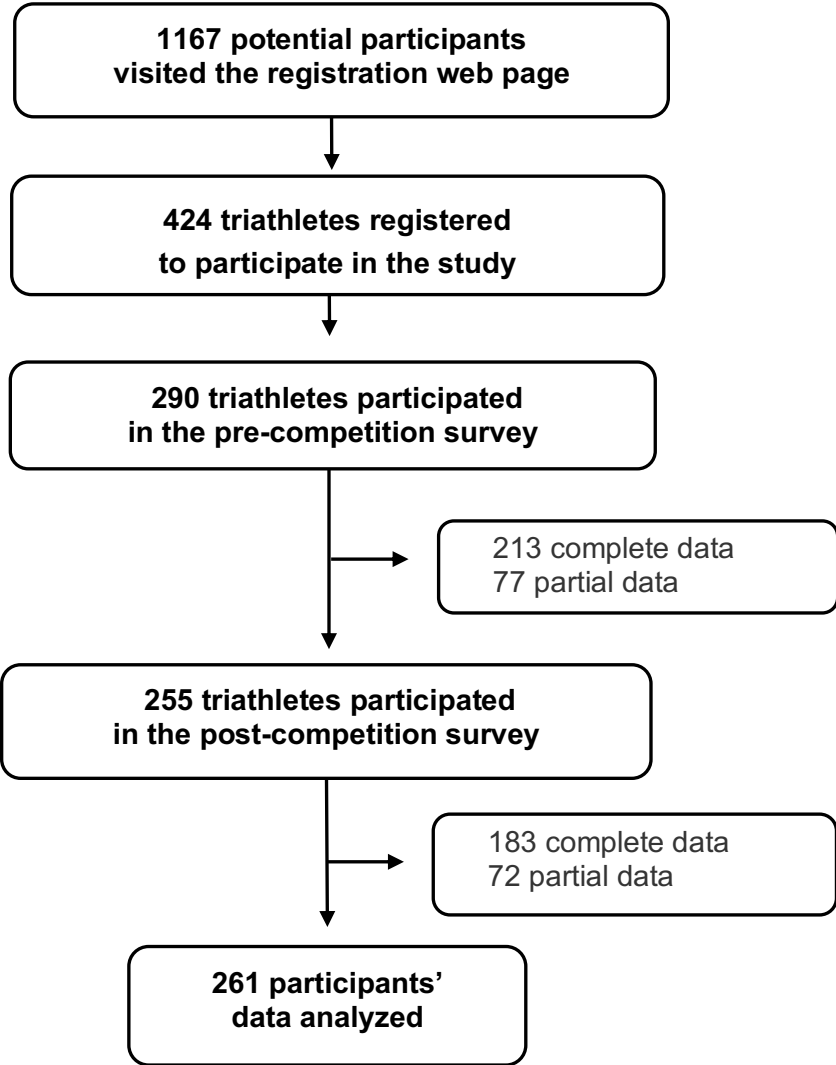 1167 potential participants
visited the registration web page
424 triathletes registered
to participate in the study
290 triathletes participated
in the pre-competition survey
213 complete data
77 partial data
255 triathletes participated
in the post-competition survey
183 complete data
72 partial data
261 participants’
data analyzed